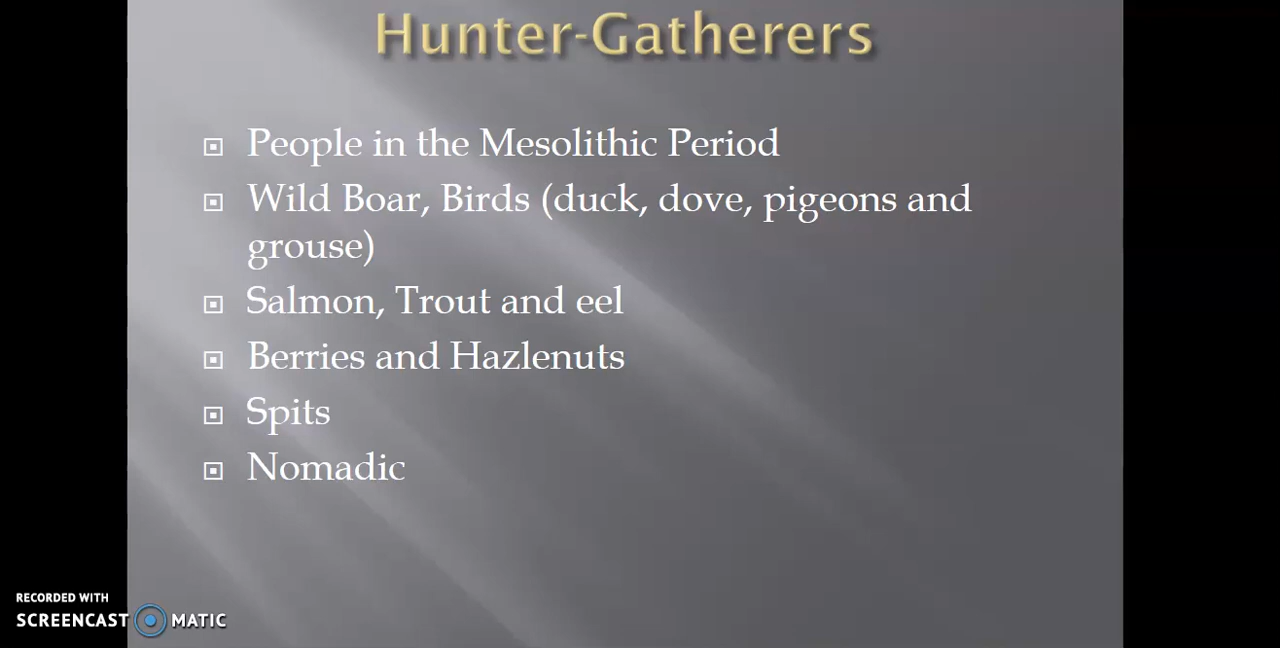 Hunter-Gatherers
People in the Mesolithic Period
Wild Boar, Birds (duck, dove, pigeons and
grouse)
Salmon, Trout and eel
Berries and Hazlenuts
Spits
Nomadic
RECORDED WITH
SCREENCAST MATIC